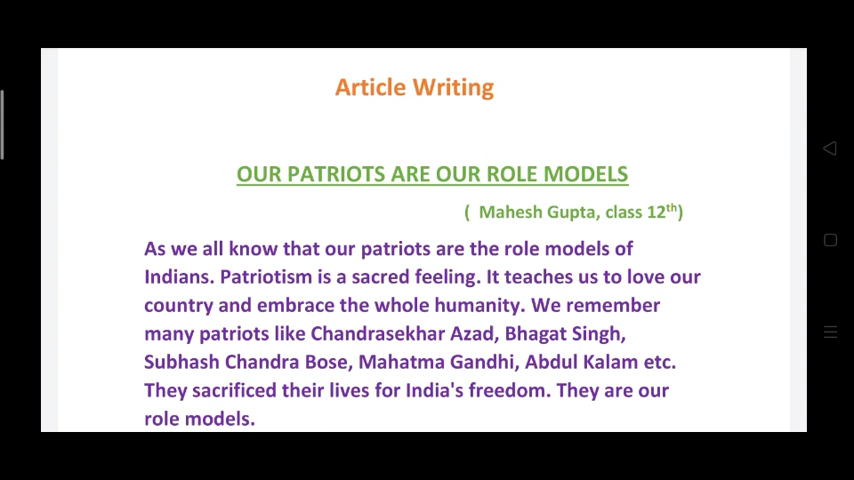 Article Writing
OUR PATRIOTS ARE OUR ROLE MODELS
( Mahesh Gupta, class 12th)
As we all know that our patriots are the role models of
Indians. Patriotism is a sacred feeling. It teaches us to love our
country and embrace the whole humanity. We remember
many patriots like Chandrasekhar Azad, Bhagat Singh,
Subhash Chandra Bose, Mahatma Gandhi, Abdul Kalam etc.
They sacrificed their lives for India's freedom. They are our
role models.